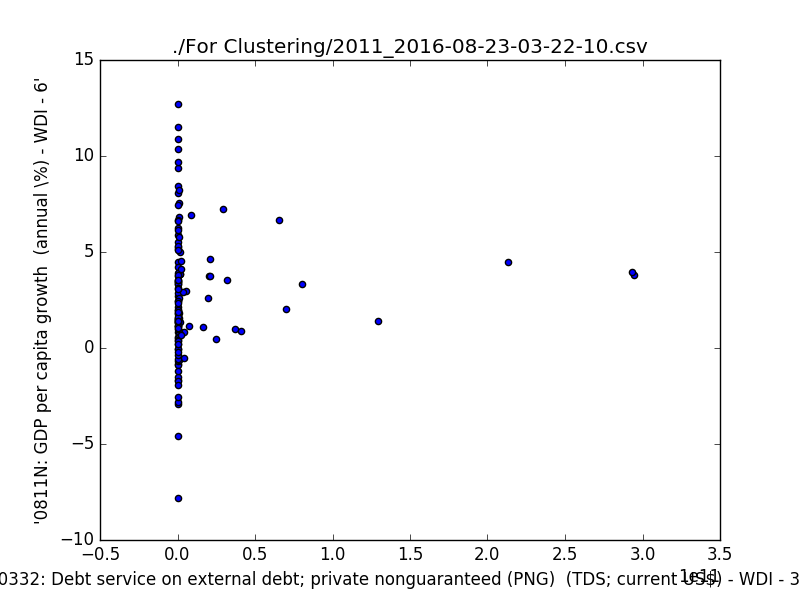 ./For Clustering/2011_2016-08-23-03-22-10.csv
'0811N: GDP per capita growth  (annual \%) - WDI - 6'
15
10
5
0
−5
−10
−0.5 0.0 0.5 1.0 1.5 2.0 2.5 3.0 3.5
1e11
0332: Debt service on external debt; private nonguaranteed (PNG)  (TDS; current US$) - WDI - 3